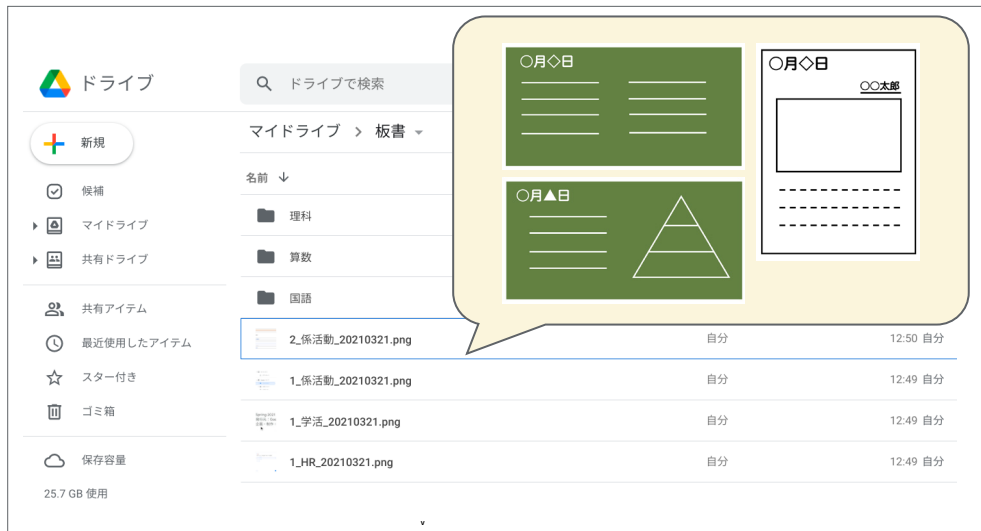 ドライブ
ドライブで検索
新規
候補
マイドライブ
共有ドライブ
共有アイテム
最近使用したアイテム
スター付き
ゴミ箱
保存容量
25.7 GB 使用
マイドライブ > 板書
名前
理科
算数
国語
2_係活動_20210321.png 自分 12:50 自分
1_係活動_20210321.png 自分 12:49 自分
1_学活_20210321.png 自分 12:49 自分
1_HR_20210321.png 自分 12:49 自分
○月◇日
○月▲日
○月◇日
○○太郎